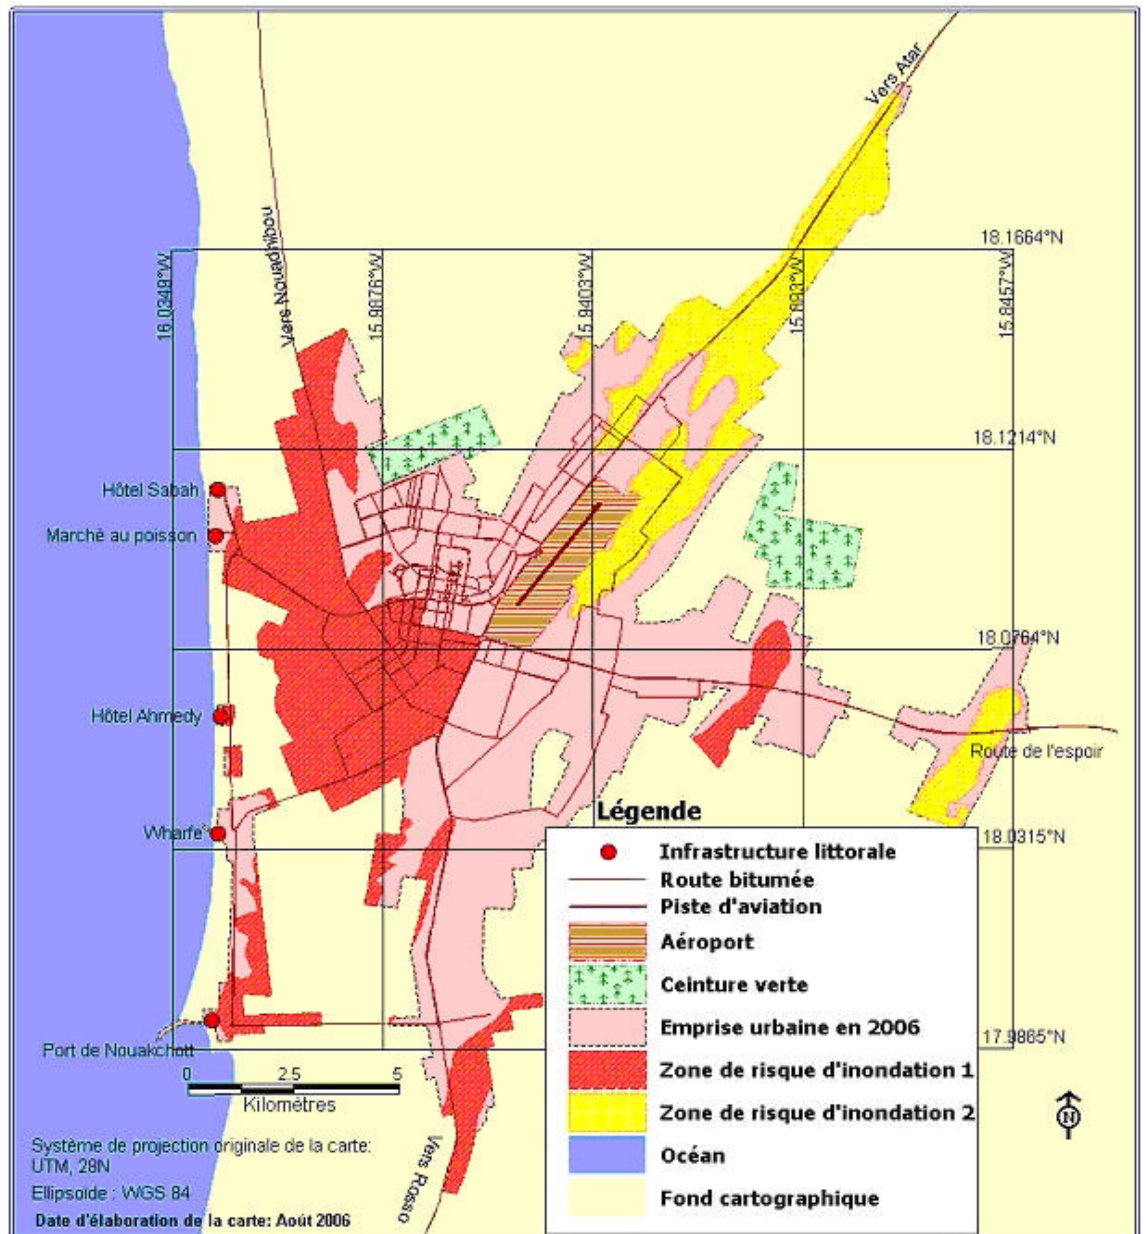 Vers Atar
Vers Nouadhibou
18.1664°N
16.0349°W
15.9876°W
15.9403°W
15.893°W
15.8457°W
18.1214°N
Hôtel Sabah
Marchè au poisson
18.0764°N
Hôtel Ahmedy
Route de l'espoir
Wharfe
18.0315°N
Légende
Infrastructure littorale
Route bitumée
Piste d'aviation
Aéroport
Ceinture verte
Emprise urbaine en 2006
Zone de risque d'inondation 1
Zone de risque d'inondation 2
Océan
Fond cartographique
17.9865°N
Port de Nouakchott
0 2.5 5
Kilomètres
N
Vers Rosso
Système de projection originale de la carte:
UTM, 28N
Ellipsoïde : WGS 84
Date d'élaboration de la carte: Août 2006